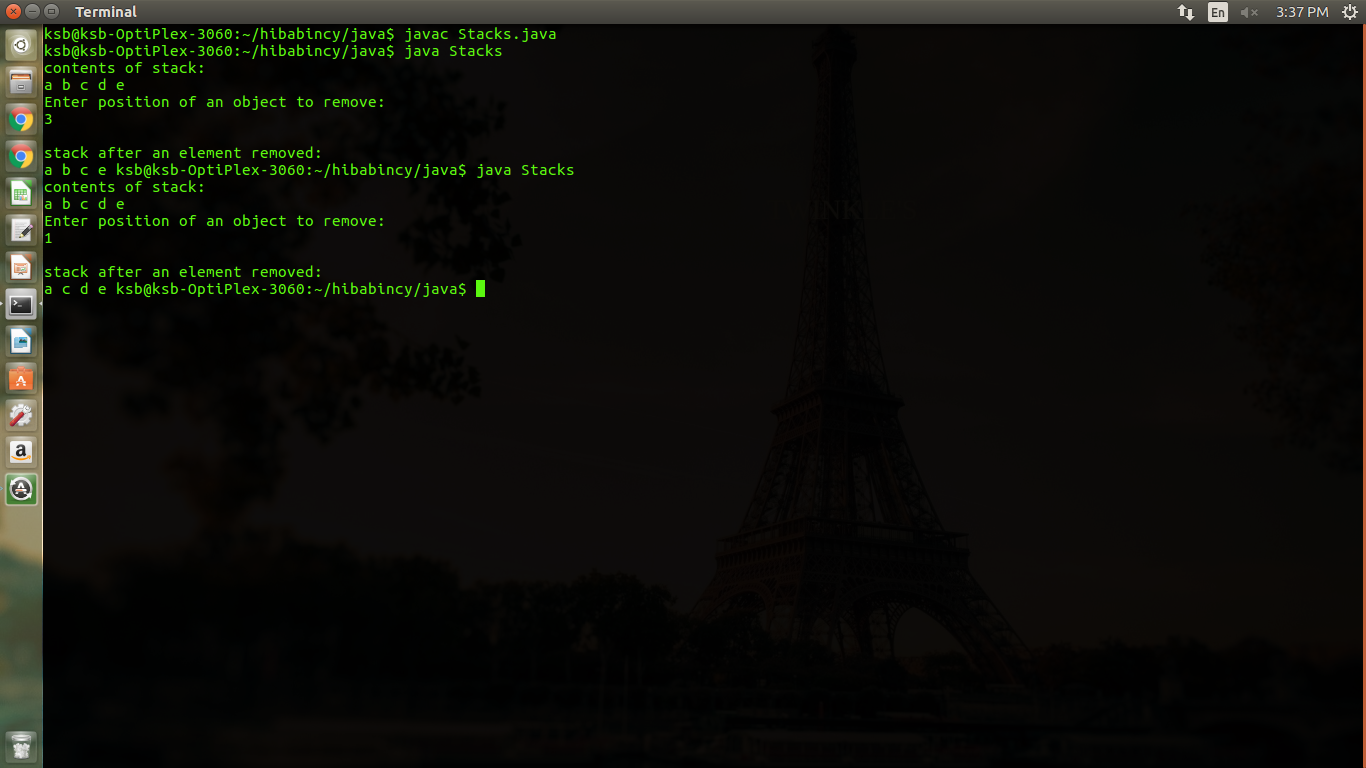 Terminal
En
3:37 PM
ksb@ksb-OptiPlex-3060:~/hibabincy/java$ javac Stacks.java
ksb@ksb-OptiPlex-3060:~/hibabincy/java$ java Stacks
contents of stack:
a b c d e
Enter position of an object to remove:
3
stack after an element removed:
a b c e ksb@ksb-OptiPlex-3060:~/hibabincy/java$ java Stacks
contents of stack:
a b c d e
Enter position of an object to remove:
1
stack after an element removed:
a c d e ksb@ksb-OptiPlex-3060:~/hibabincy/java$
a